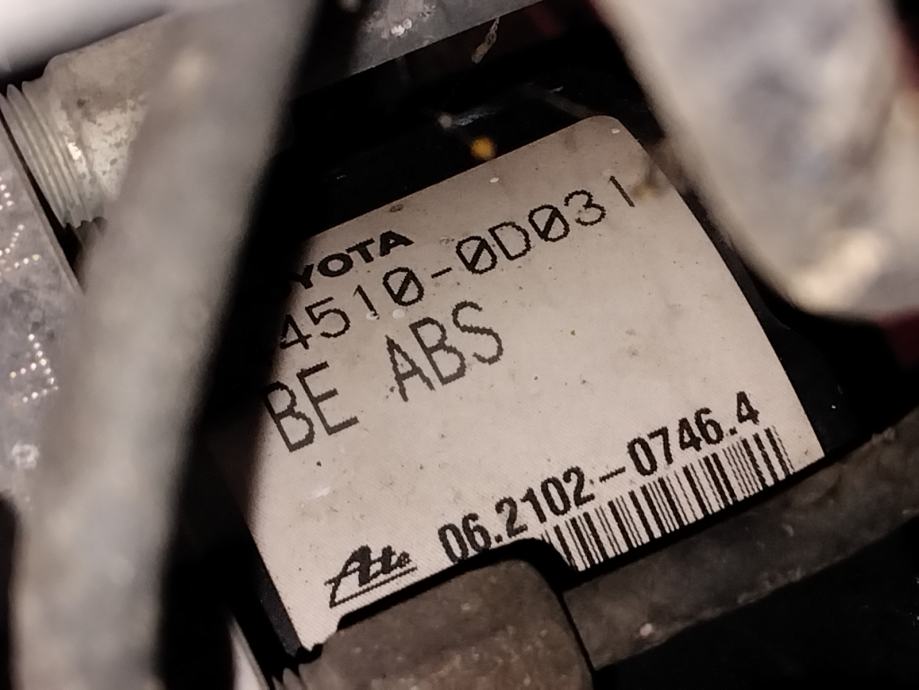 YOTA
4510-0D031
BE ABS
Ate 06.2102-0746.4